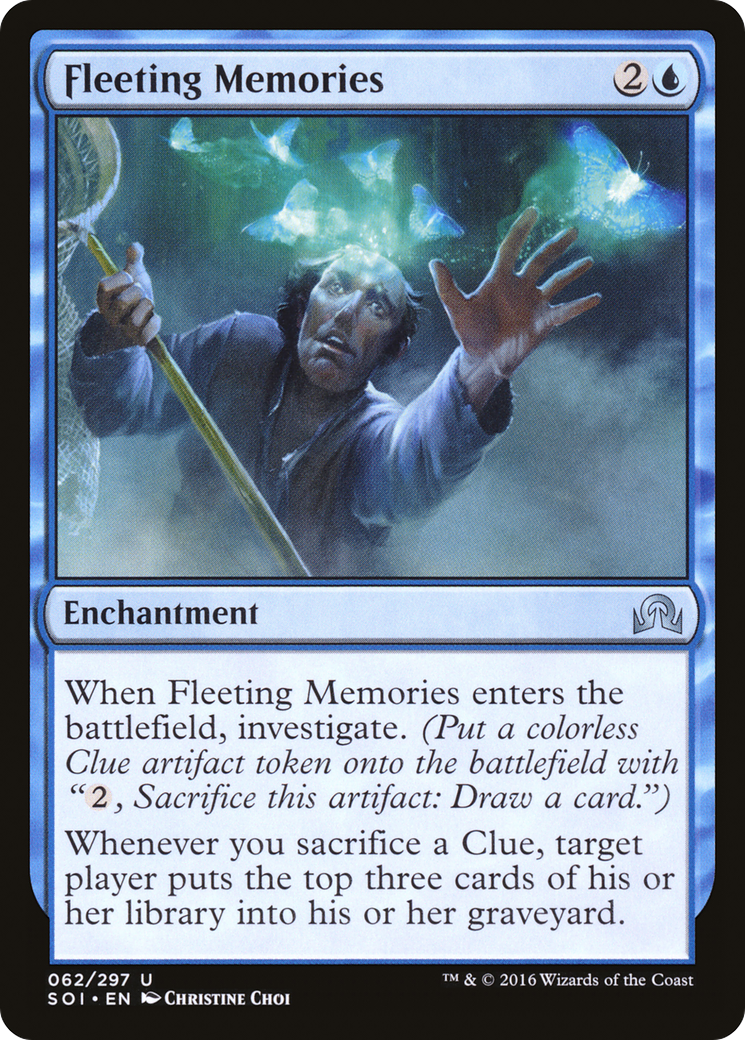 Fleeting Memories 2
Enchantment
When Fleeting Memories enters the
battlefield, investigate. (Put a colorless
Clue artifact token onto the battlefield with
“2, Sacrifice this artifact: Draw a card.”)
Whenever you sacrifice a Clue, target
player puts the top three cards of his or
her library into his or her graveyard.
062/297 U
SOI • EN Christine Choi
™ & © 2016 Wizards of the Coast